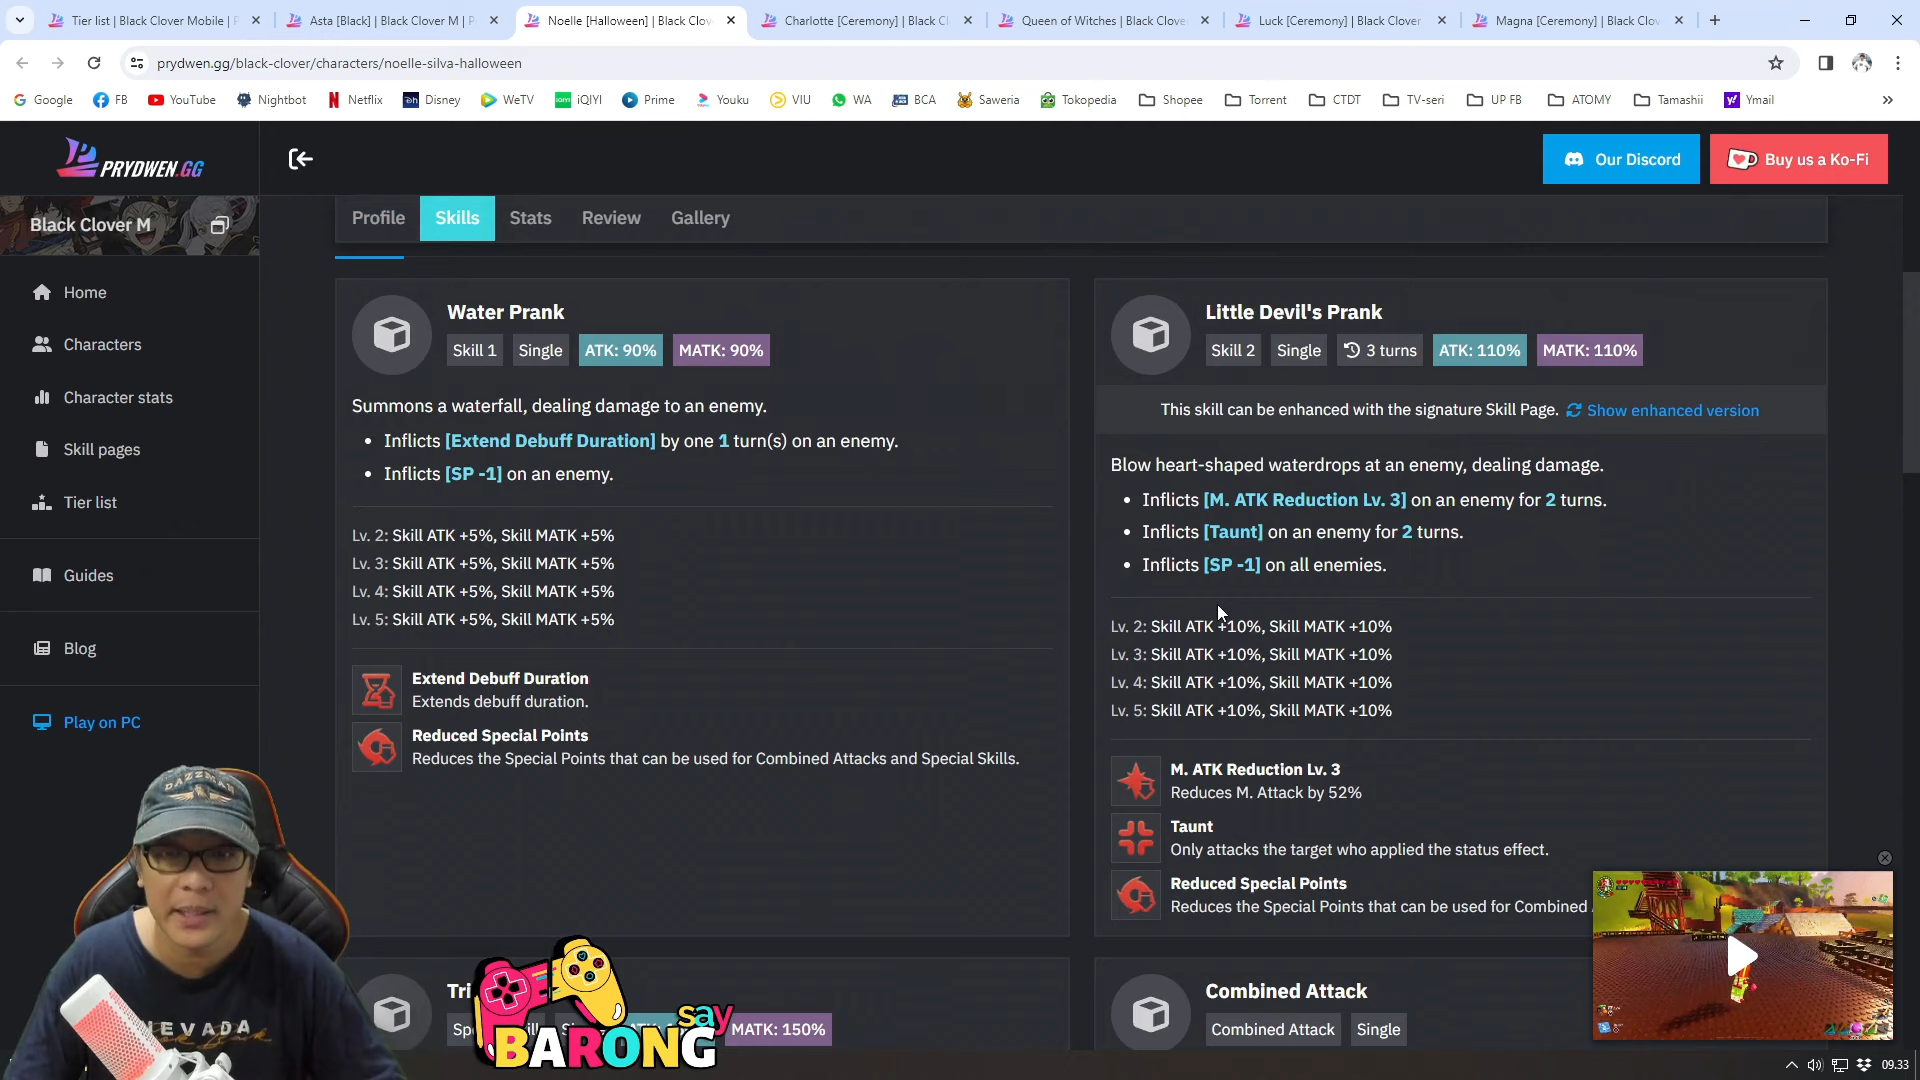 Tier list | Black Clover Mobile | P
Asta [Black] | Black Clover M | P
Noelle [Halloween] | Black Clov
Charlotte [Ceremony] | Black Cl
Queen of Witches | Black Clove
Luck [Ceremony] | Black Clover
Magna [Ceremony] | Black Clov
prydwen.gg/black-clover/characters/noelle-silva-halloween
Google FB YouTube Nightbot Netflix Disney WeTV iQIYI Prime Youku VIU WA BCA Saweria Tokopedia Shopee Torrent CTDT TV-seri UP FB ATOMY Tamashii Ymail
PRYDWEN.GG
Our Discord
Buy us a Ko-Fi
Black Clover M
Home
Characters
Character stats
Skill pages
Tier list
Guides
Blog
Play on PC
Profile Skills Stats Review Gallery
Water Prank
Skill 1 Single ATK: 90% MATK: 90%
Summons a waterfall, dealing damage to an enemy.
• Inflicts [Extend Debuff Duration] by one 1 turn(s) on an enemy.
• Inflicts [SP -1] on an enemy.
Lv. 2: Skill ATK +5%, Skill MATK +5%
Lv. 3: Skill ATK +5%, Skill MATK +5%
Lv. 4: Skill ATK +5%, Skill MATK +5%
Lv. 5: Skill ATK +5%, Skill MATK +5%
Extend Debuff Duration
Extends debuff duration.
Reduced Special Points
Reduces the Special Points that can be used for Combined Attacks and Special Skills.
Little Devil's Prank
Skill 2 Single 3 turns ATK: 110% MATK: 110%
This skill can be enhanced with the signature Skill Page. Show enhanced version
Blow heart-shaped waterdrops at an enemy, dealing damage.
• Inflicts [M. ATK Reduction Lv. 3] on an enemy for 2 turns.
• Inflicts [Taunt] on an enemy for 2 turns.
• Inflicts [SP -1] on all enemies.
Lv. 2: Skill ATK +10%, Skill MATK +10%
Lv. 3: Skill ATK +10%, Skill MATK +10%
Lv. 4: Skill ATK +10%, Skill MATK +10%
Lv. 5: Skill ATK +10%, Skill MATK +10%
M. ATK Reduction Lv. 3
Reduces M. Attack by 52%
Taunt
Only attacks the target who applied the status effect.
Reduced Special Points
Reduces the Special Points that can be used for Combined
Tri
MATK: 150%
Combined Attack
Combined Attack Single
say
BARONG
DAZZMAN
NEVADA
09.33